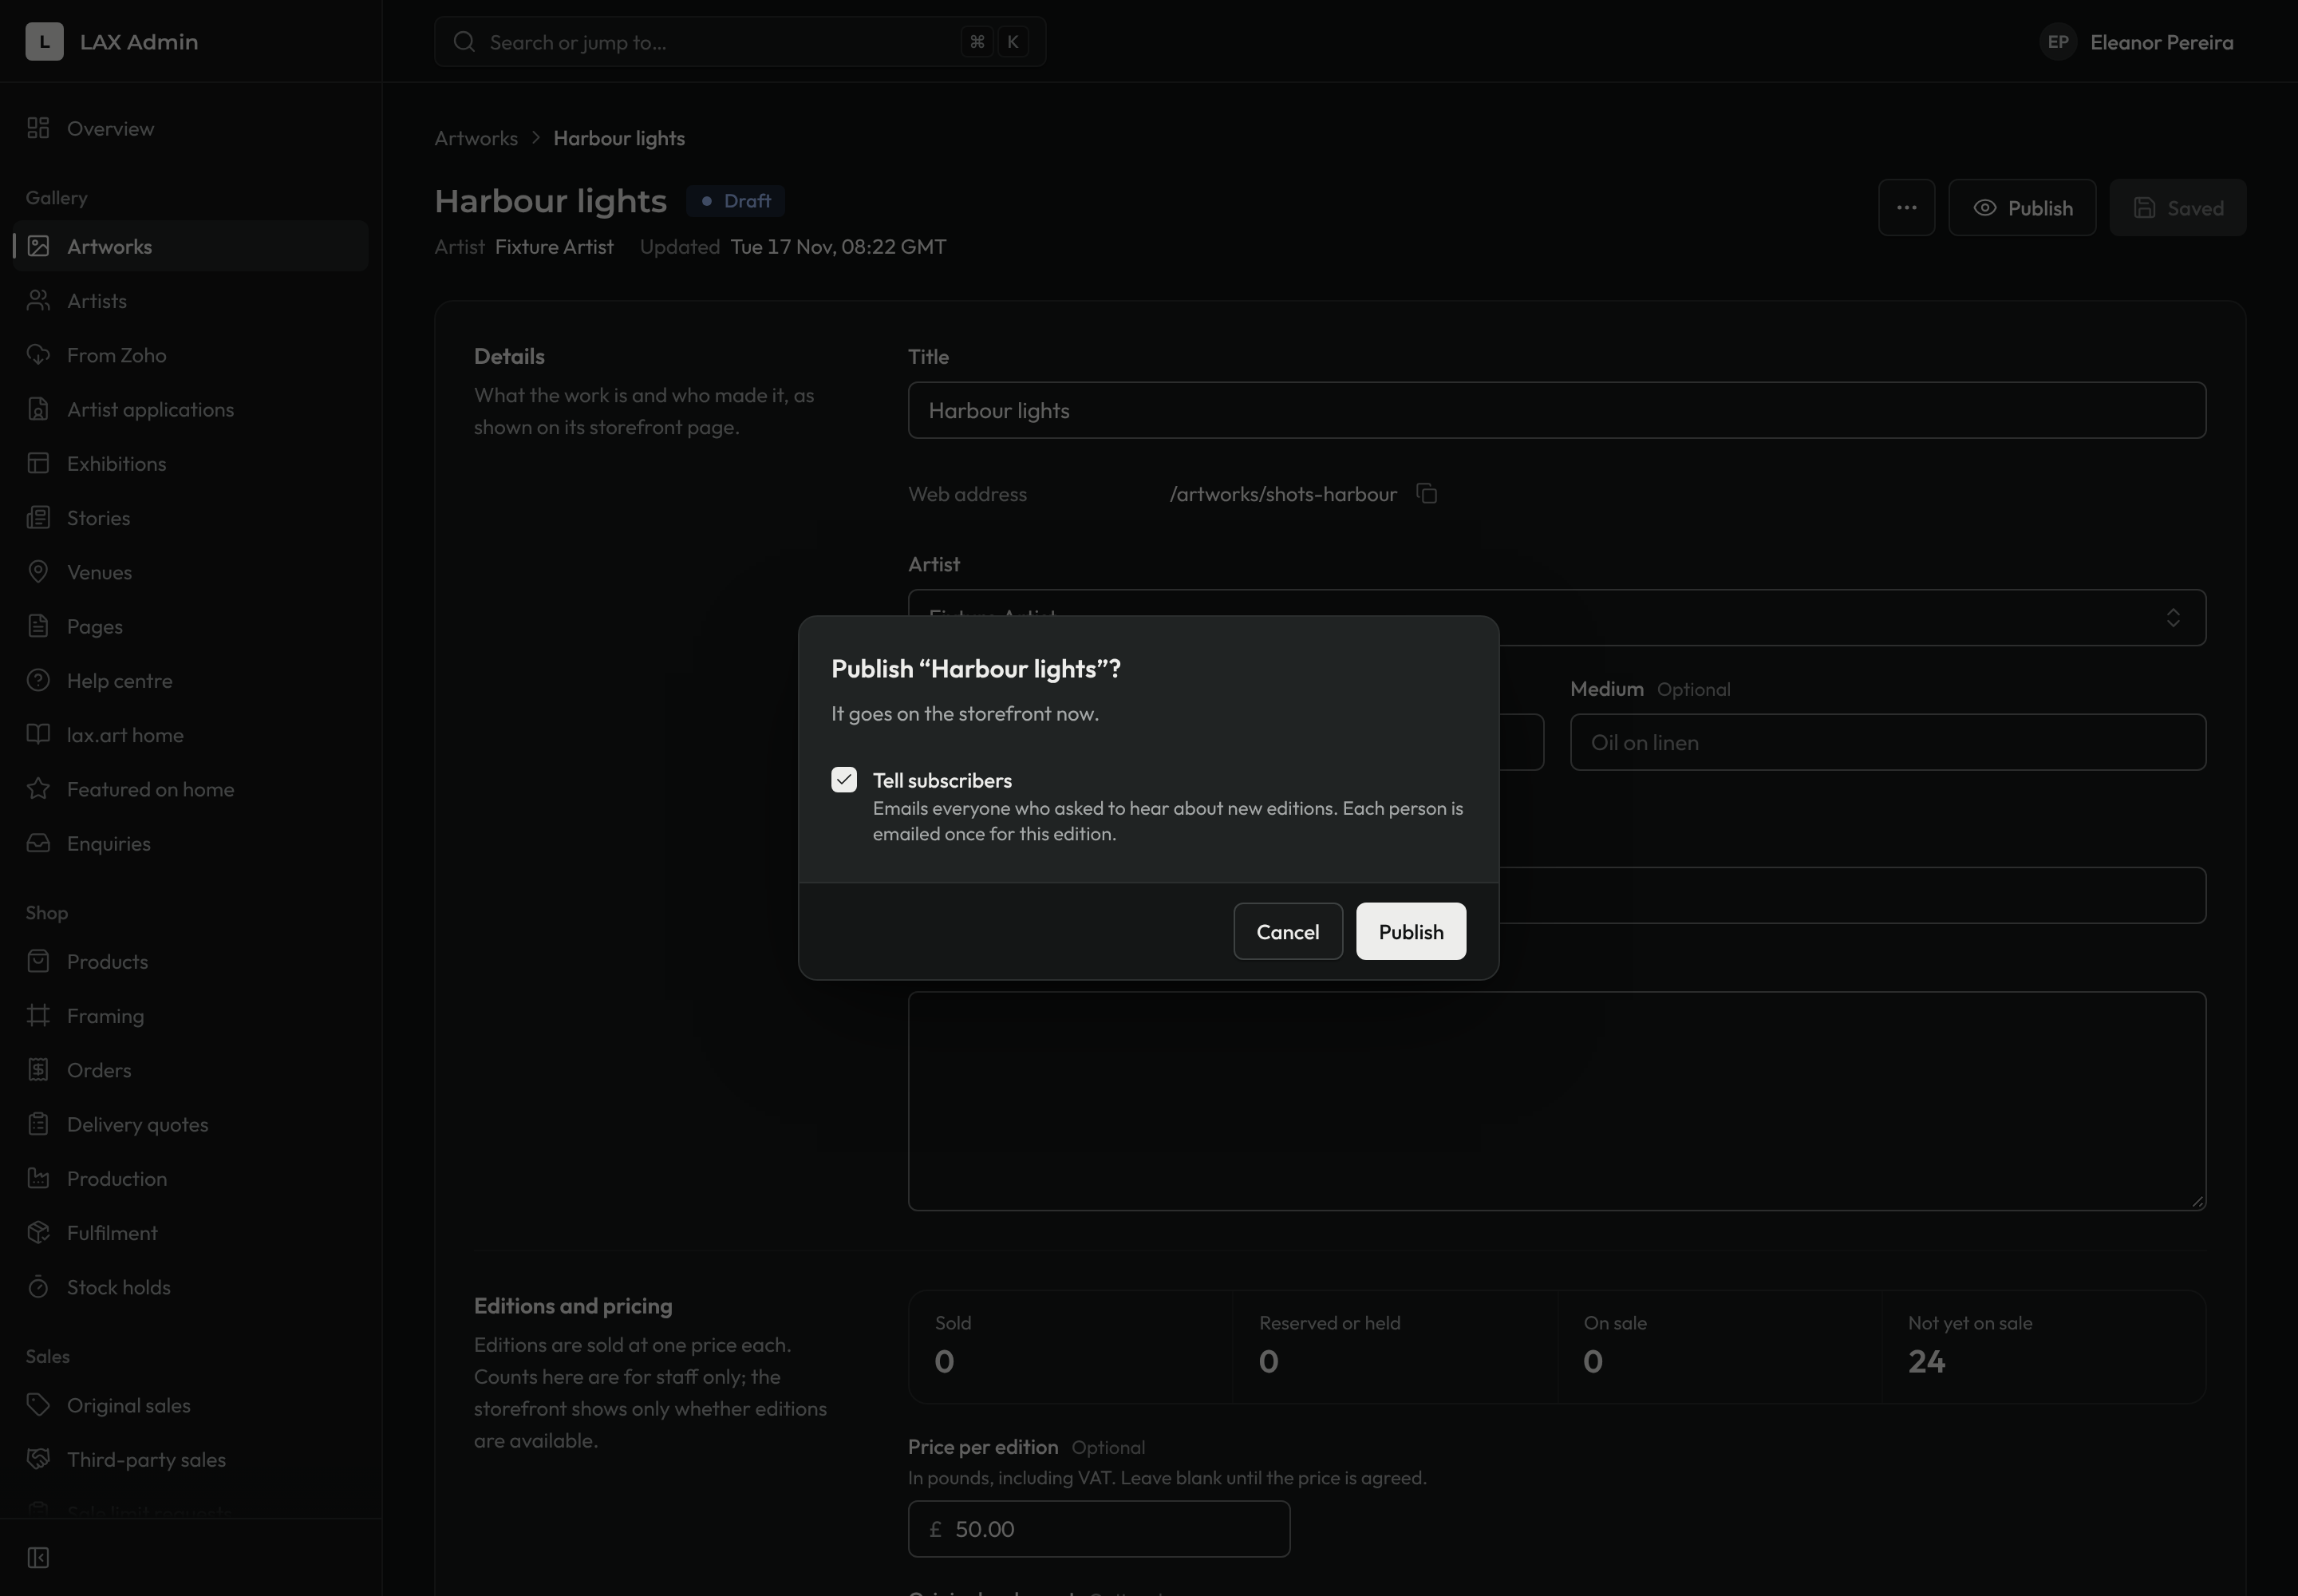 L LAX Admin
Search or jump to... ⌘ K
EP Eleanor Pereira
Overview
Gallery
Artworks
Artists
From Zoho
Artist applications
Exhibitions
Stories
Venues
Pages
Help centre
lax.art home
Featured on home
Enquiries
Shop
Products
Framing
Orders
Delivery quotes
Production
Fulfilment
Stock holds
Sales
Original sales
Third-party sales
Artworks > Harbour lights
Harbour lights Draft
Artist Fixture Artist Updated Tue 17 Nov, 08:22 GMT
Publish
Saved
Details
What the work is and who made it, as
shown on its storefront page.
Title
Harbour lights
Web address /artworks/shots-harbour
Artist
Fixture Artist
Medium Optional
Oil on linen
Publish “Harbour lights”?
It goes on the storefront now.
Tell subscribers
Emails everyone who asked to hear about new editions. Each person is
emailed once for this edition.
Cancel Publish
Editions and pricing
Editions are sold at one price each.
Counts here are for staff only; the
storefront shows only whether editions
are available.
Sold
0
Reserved or held
0
On sale
0
Not yet on sale
24
Price per edition Optional
In pounds, including VAT. Leave blank until the price is agreed.
£ 50.00